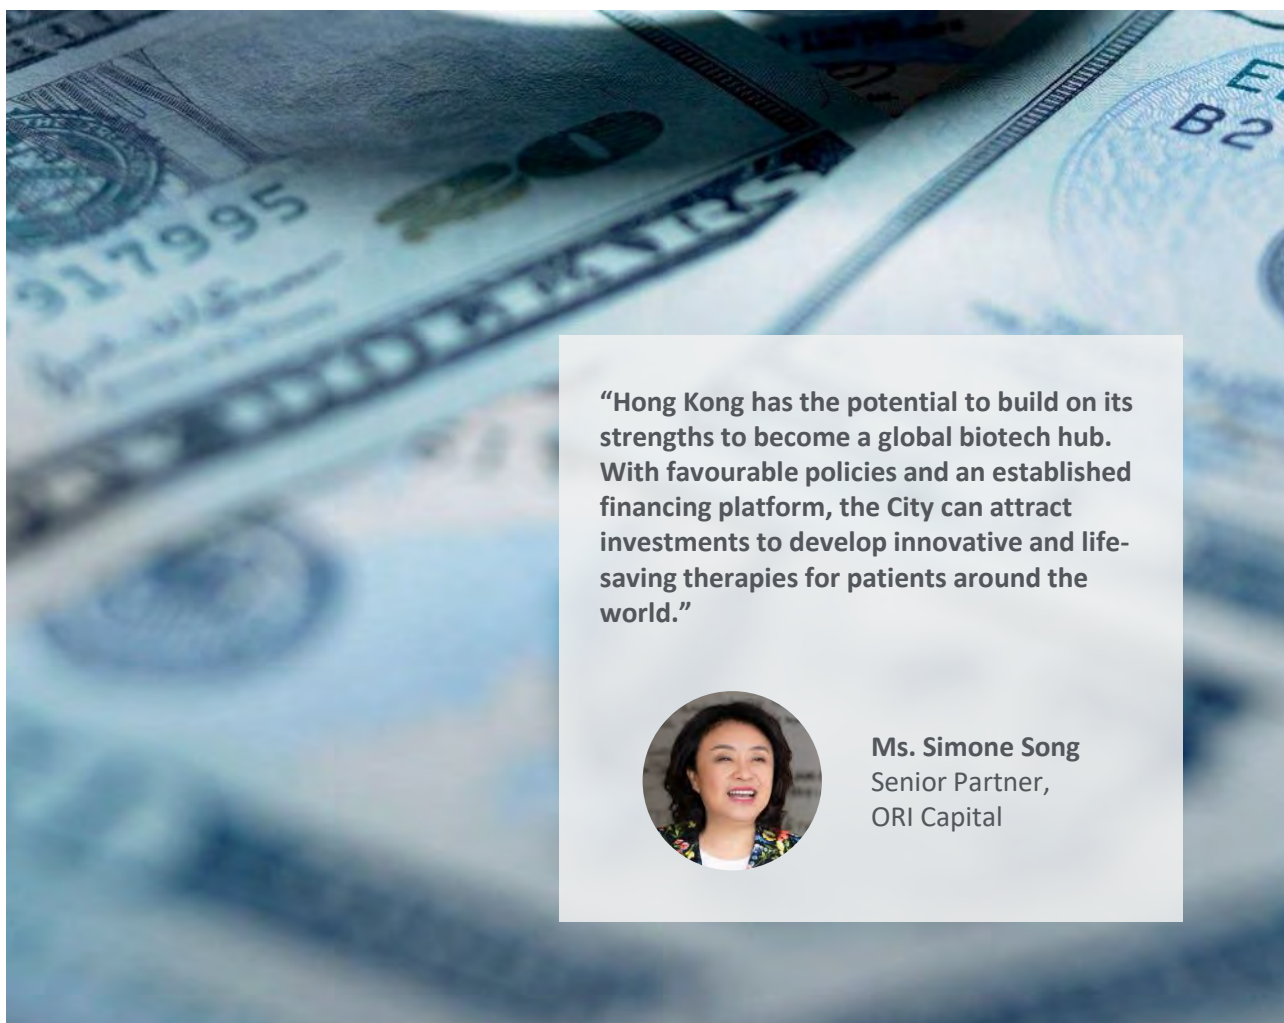 E
B2
917995
“Hong Kong has the potential to build on its
strengths to become a global biotech hub.
With favourable policies and an established
financing platform, the City can attract
investments to develop innovative and life-
saving therapies for patients around the
world.”
Ms. Simone Song
Senior Partner,
ORI Capital